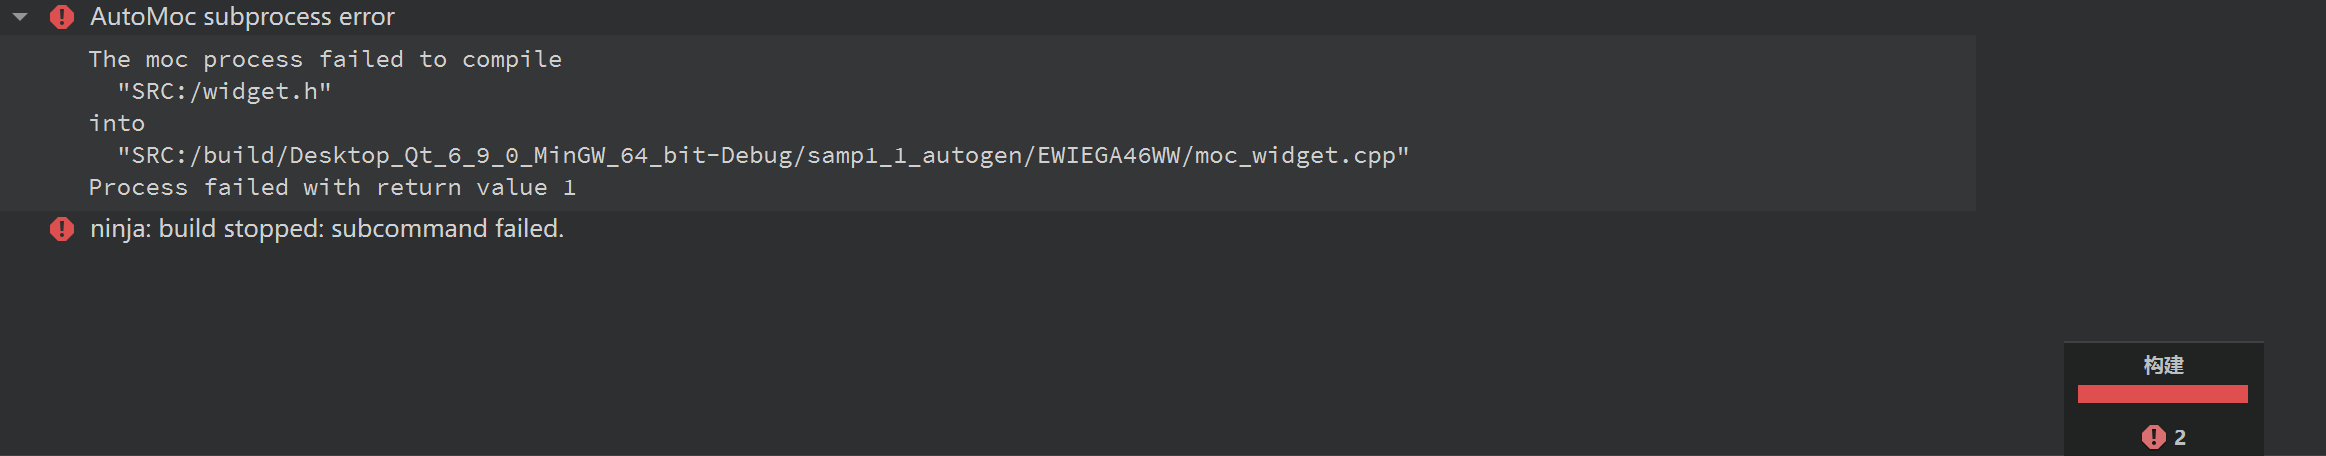 AutoMoc subprocess error
The moc process failed to compile
"SRC:/widget.h"
into
"SRC:/build/Desktop_Qt_6_9_0_MinGW_64_bit-Debug/samp1_1_autogen/EWIEGA46WW/moc_widget.cpp"
Process failed with return value 1
ninja: build stopped: subcommand failed.
构建
2